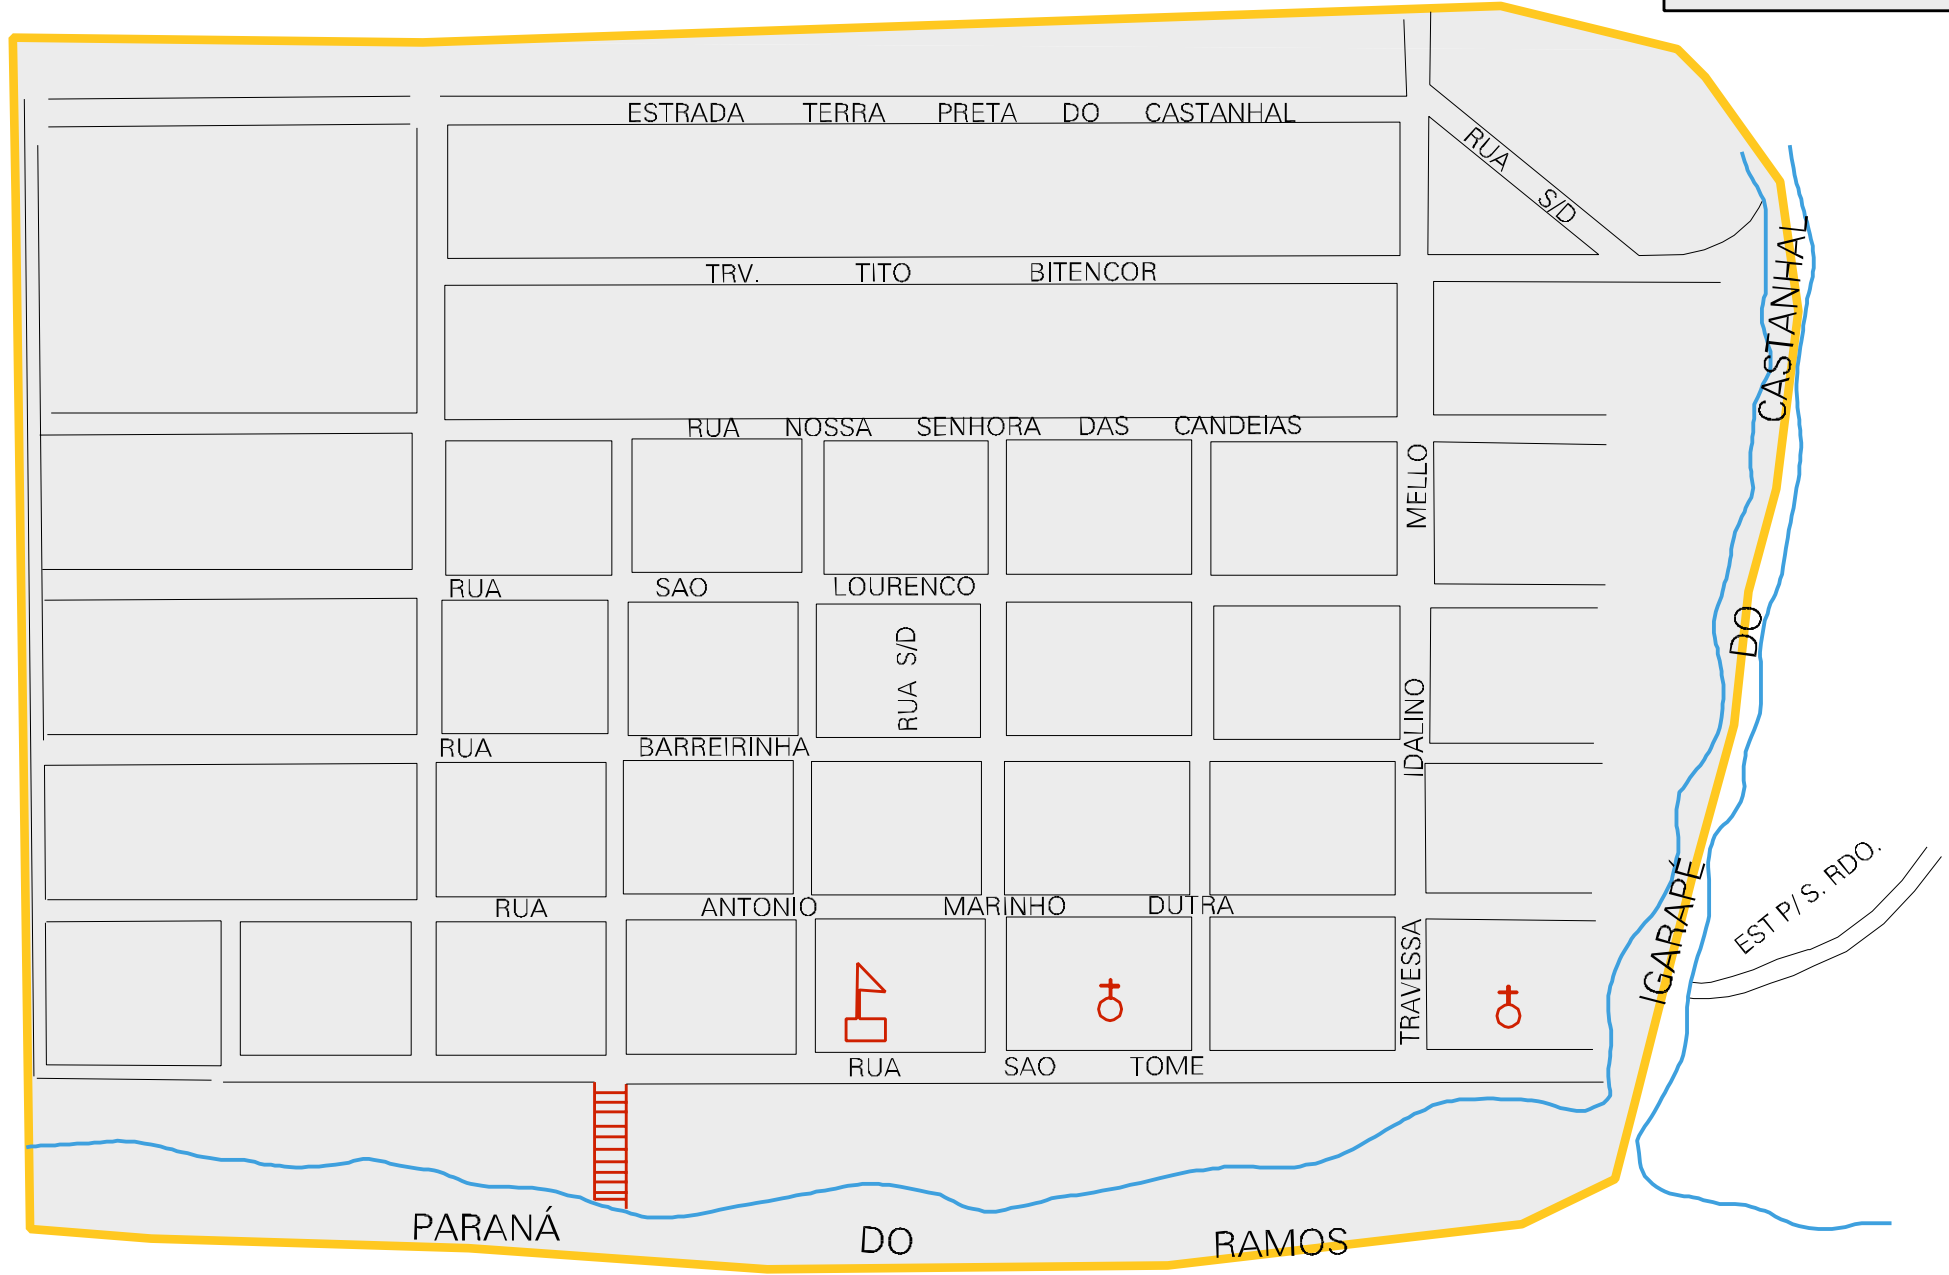 ESTRADA TERRA PRETA DO CASTANHAL
RUA S/D
TRV. TITO BITENCOR
RUA NOSSA SENHORA DAS CANDEIAS
RUA SAO LOURENCO
RUA S/D
RUA BARREIRINHA
RUA ANTONIO MARINHO DUTRA
TRAVESSA IDALINO MELLO
RUA SAO TOME
IGARAPÉ DO CASTANHAL
EST P/ S. RDO.
PARANÁ DO RAMOS